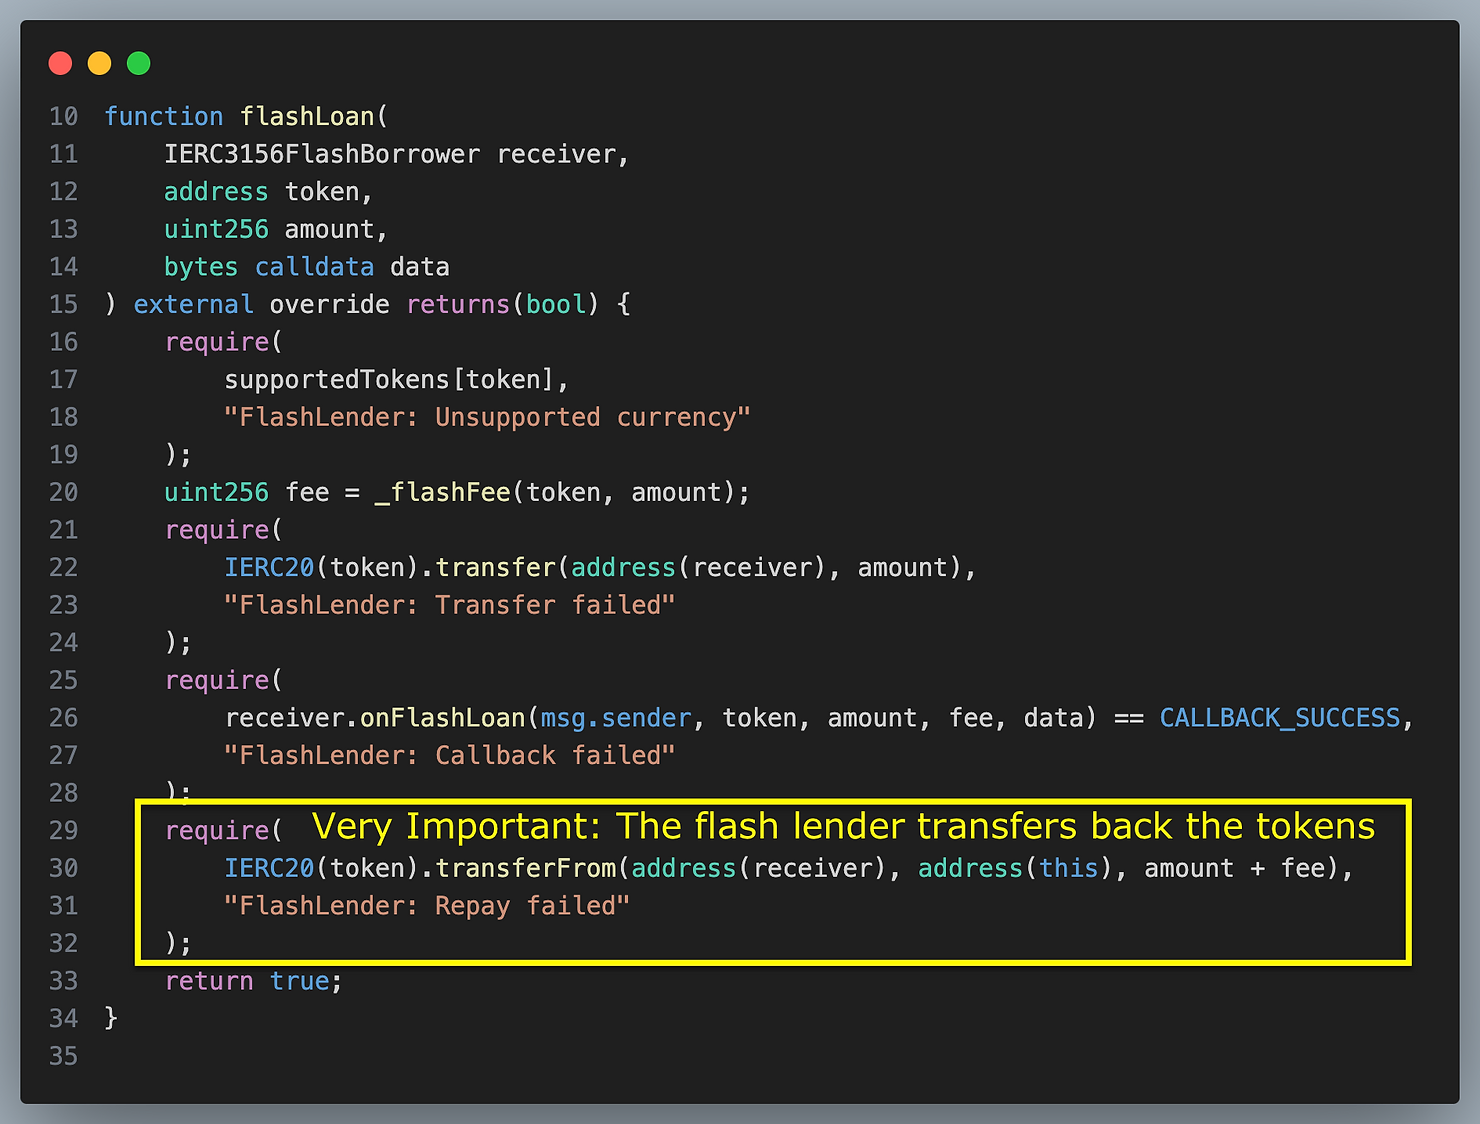 10 function flashLoan(
11     IERC3156FlashBorrower receiver,
12     address token,
13     uint256 amount,
14     bytes calldata data
15 ) external override returns(bool) {
16     require(
17         supportedTokens[token],
18         "FlashLender: Unsupported currency"
19     );
20     uint256 fee = _flashFee(token, amount);
21     require(
22         IERC20(token).transfer(address(receiver), amount),
23         "FlashLender: Transfer failed"
24     );
25     require(
26         receiver.onFlashLoan(msg.sender, token, amount, fee, data) == CALLBACK_SUCCESS,
27         "FlashLender: Callback failed"
28     );
29     require( Very Important: The flash lender transfers back the tokens
30         IERC20(token).transferFrom(address(receiver), address(this), amount + fee),
31         "FlashLender: Repay failed"
32     );
33     return true;
34 }
35